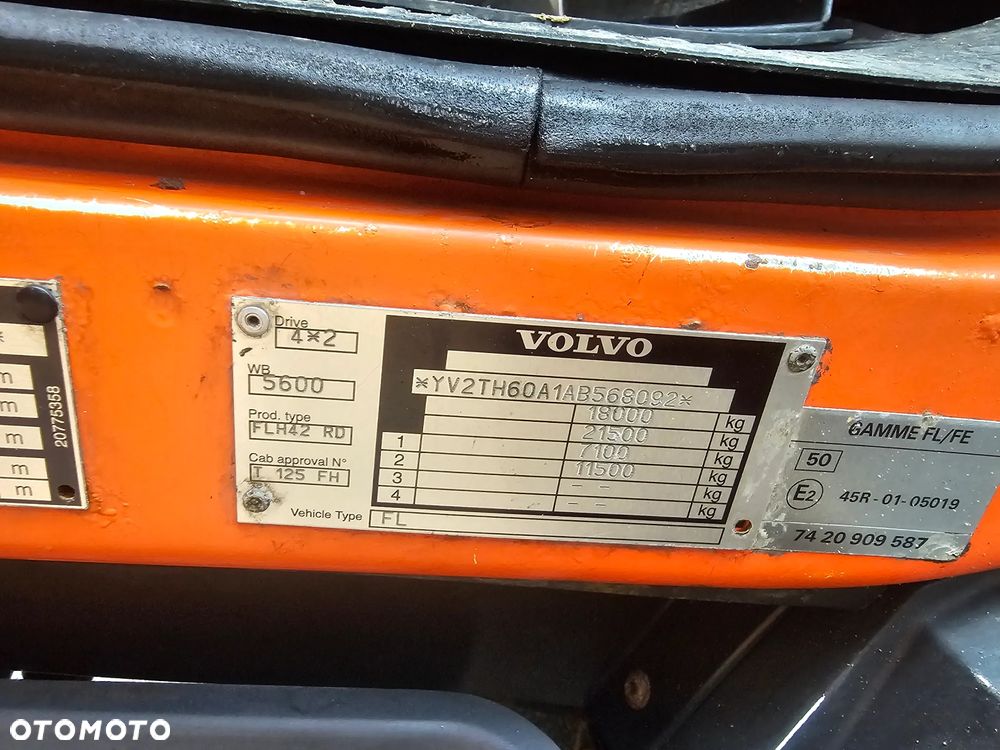 m
m
m
m
m
20775358
Drive
4*2
WB
5600
Prod. type
FLH42 RD
Cab approval N°
T 125 FH
Vehicle Type
FL
VOLVO
*YV2TH60A1AB568092*
18000 kg
21500 kg
1 7100 kg
2 11500 kg
3 -- kg
4 -- kg
GAMME FL/FE
50
E2 45R-01-05019
74 20 909 587
OTOMOTO